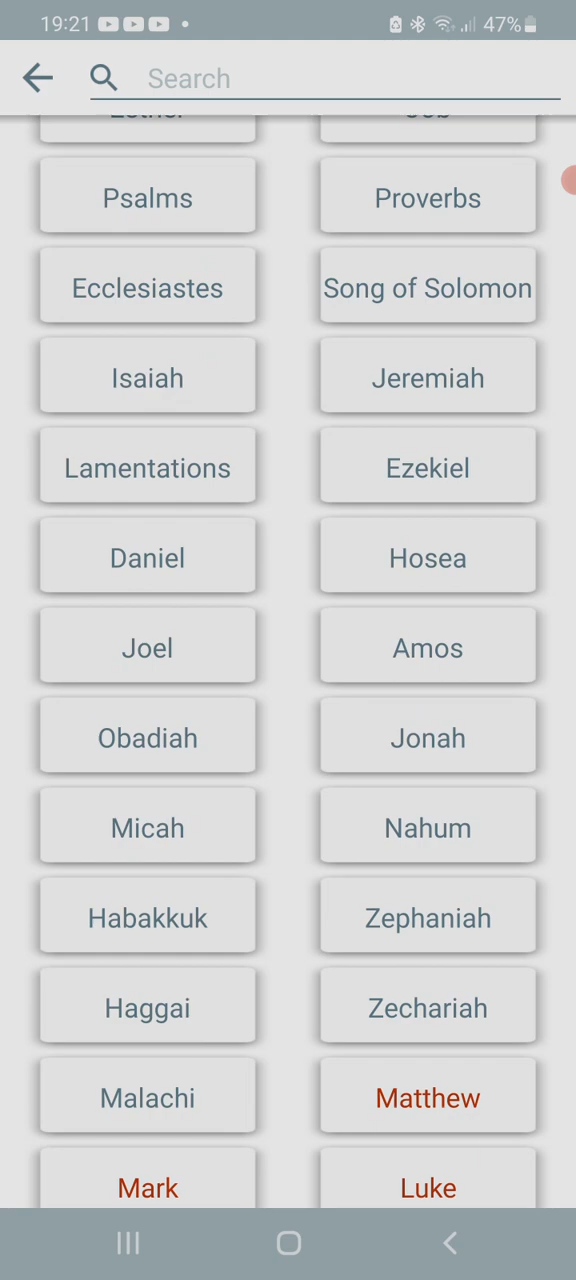 19:21 47%
Search
Psalms Proverbs
Ecclesiastes Song of Solomon
Isaiah Jeremiah
Lamentations Ezekiel
Daniel Hosea
Joel Amos
Obadiah Jonah
Micah Nahum
Habakkuk Zephaniah
Haggai Zechariah
Malachi Matthew
Mark Luke